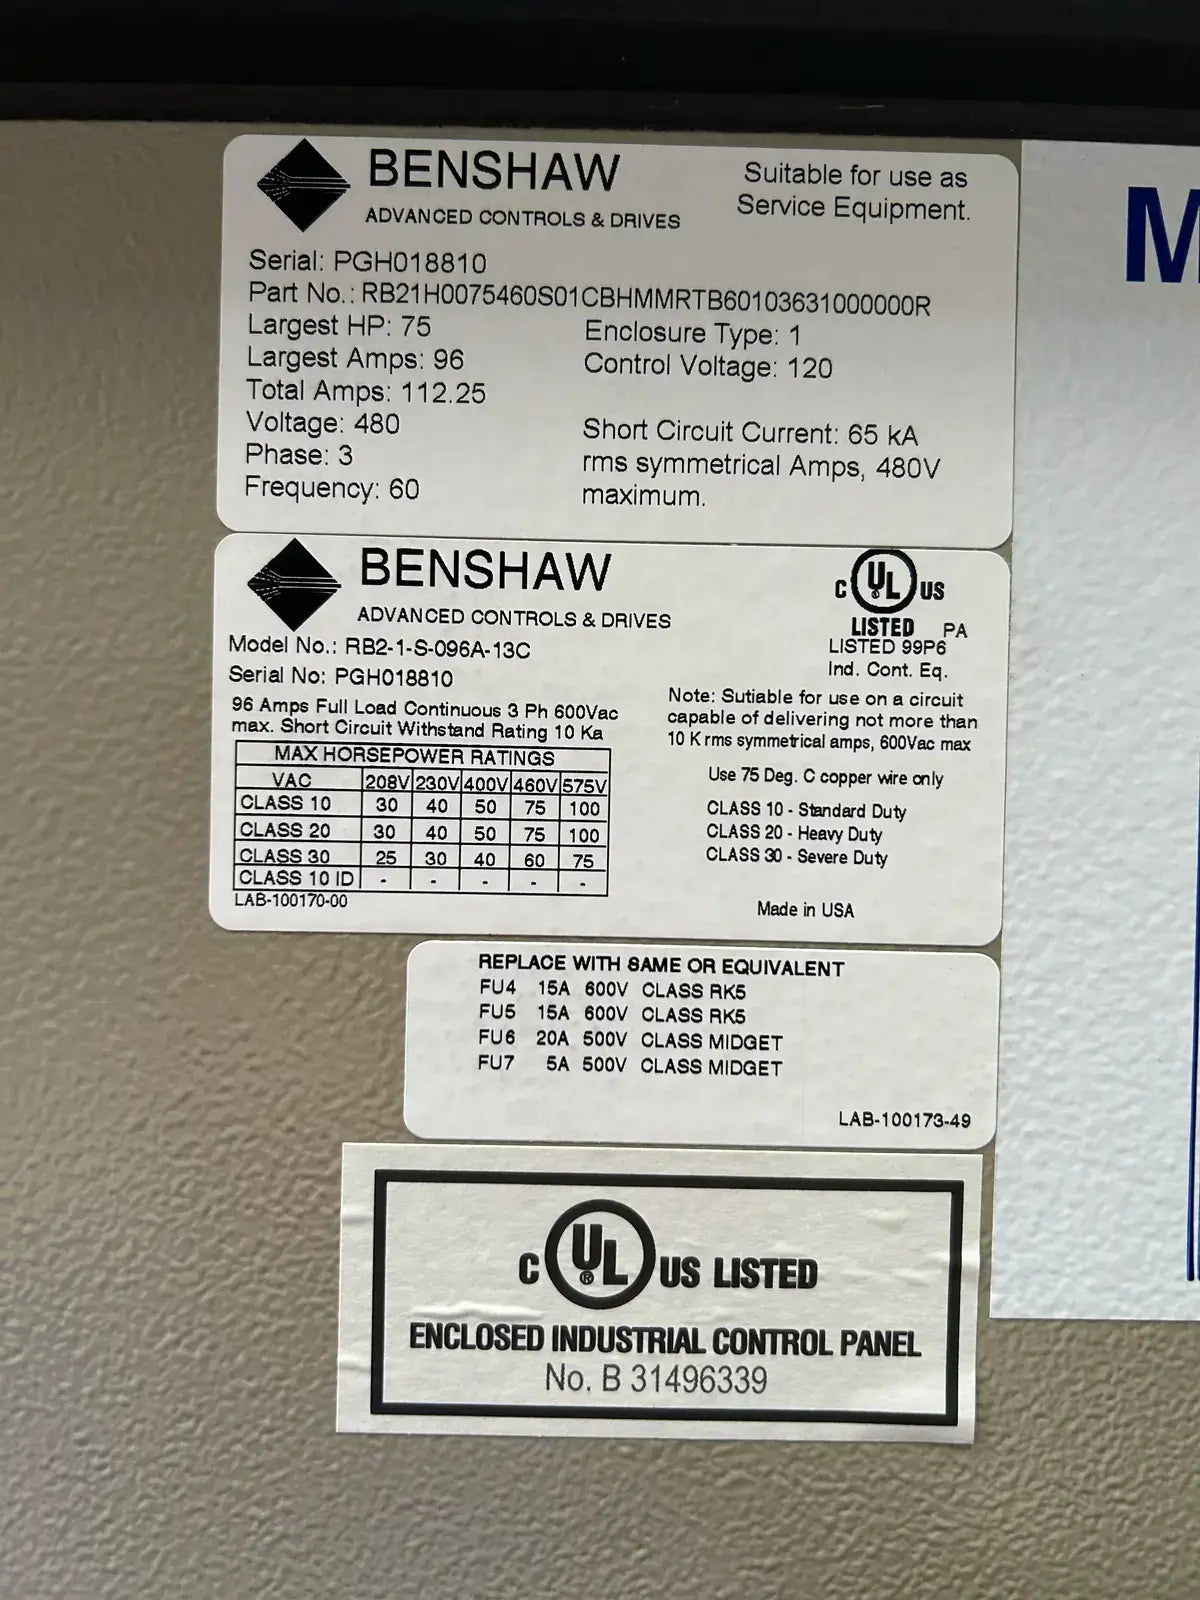 BENSHAW
ADVANCED CONTROLS & DRIVES
Suitable for use as
Service Equipment.
Serial: PGH018810
Part No.: RB21H0075460S01CBHMMRTB60103631000000R
Largest HP: 75
Largest Amps: 96
Total Amps: 112.25
Voltage: 480
Phase: 3
Frequency: 60
Enclosure Type: 1
Control Voltage: 120
Short Circuit Current: 65 kA
rms symmetrical Amps, 480V
maximum.
M
BENSHAW
ADVANCED CONTROLS & DRIVES
Model No.: RB2-1-S-096A-13C
Serial No: PGH018810
96 Amps Full Load Continuous 3 Ph 600Vac
max. Short Circuit Withstand Rating 10 Ka
MAX HORSEPOWER RATINGS
VAC 208V 230V 400V 460V 575V
CLASS 10 30 40 50 75 100
CLASS 20 30 40 50 75 100
CLASS 30 25 30 40 60 75
CLASS 10 ID - - - - -
LAB-100170-00
C UL ® US
LISTED PA
LISTED 99P6
Ind. Cont. Eq.
Note: Sutiable for use on a circuit
capable of delivering not more than
10 K rms symmetrical amps, 600Vac max
Use 75 Deg. C copper wire only
CLASS 10 - Standard Duty
CLASS 20 - Heavy Duty
CLASS 30 - Severe Duty
Made in USA
REPLACE WITH SAME OR EQUIVALENT
FU4 15A 600V CLASS RK5
FU5 15A 600V CLASS RK5
FU6 20A 500V CLASS MIDGET
FU7 5A 500V CLASS MIDGET
LAB-100173-49
C UL ® US LISTED
ENCLOSED INDUSTRIAL CONTROL PANEL
No. B 31496339